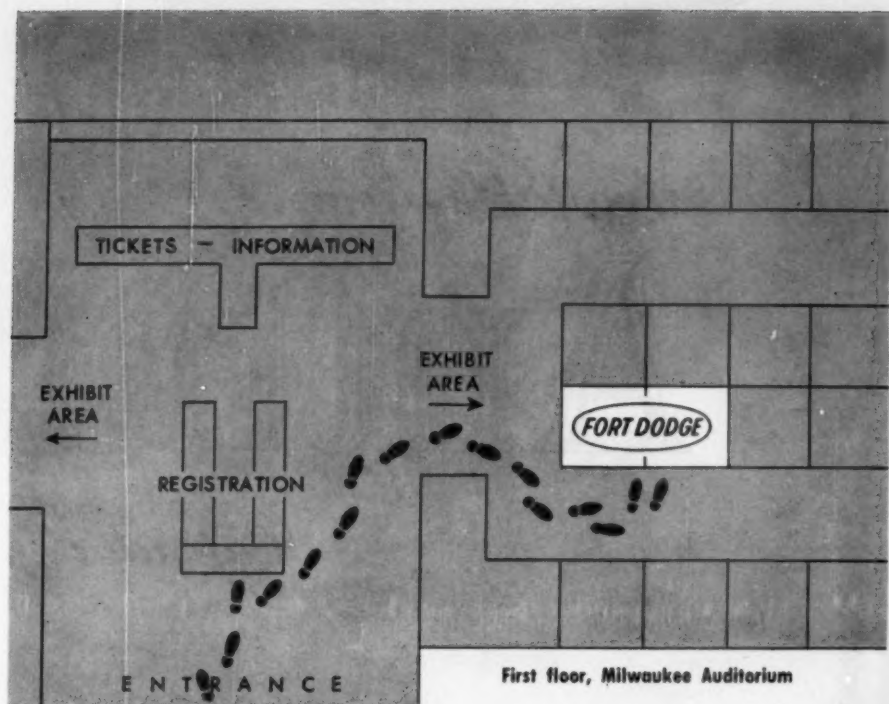 TICKETS - INFORMATION
EXHIBIT
AREA
EXHIBIT
AREA
REGISTRATION
FORT DODGE
ENTRANCE
First floor, Milwaukee Auditorium